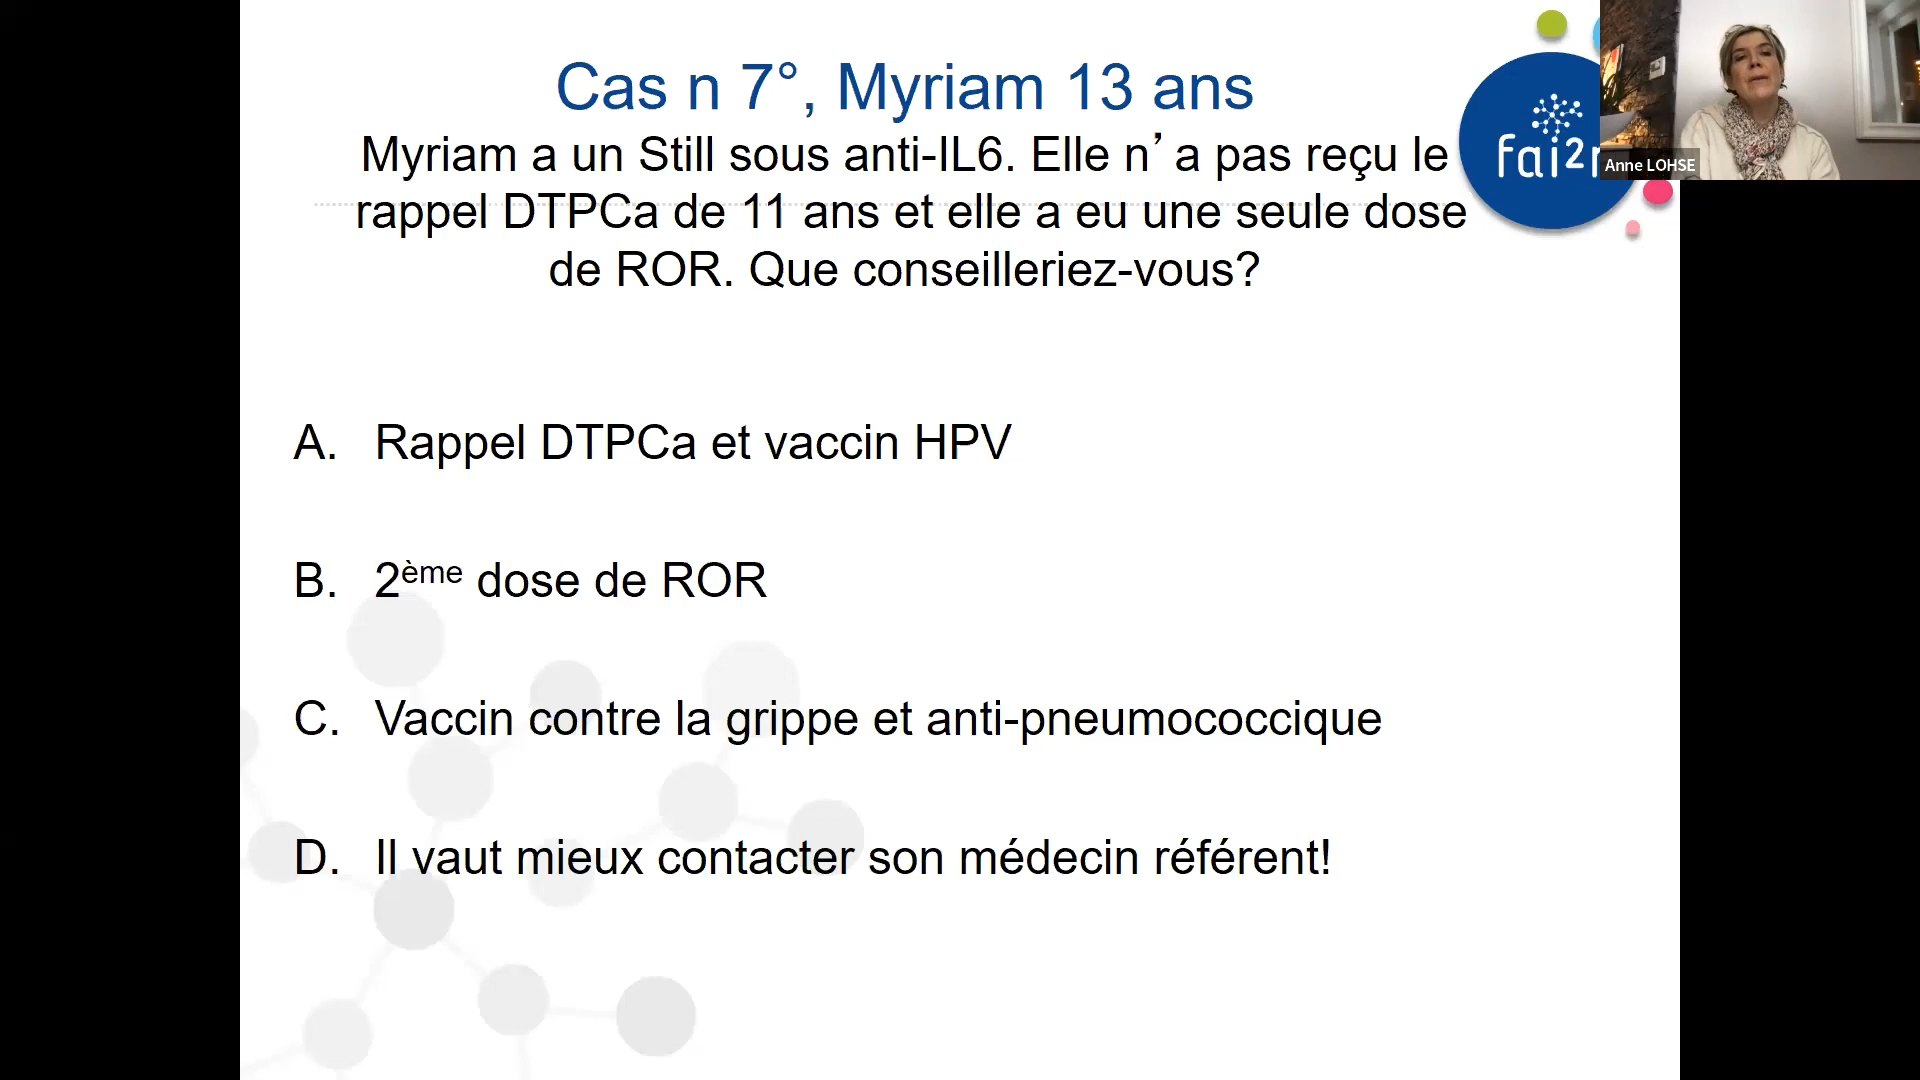 Cas n 7°, Myriam 13 ans
Myriam a un Still sous anti-IL6. Elle n’a pas reçu le
rappel DTPCa de 11 ans et elle a eu une seule dose
de ROR. Que conseilleriez-vous?
fai2r
Anne LOHSE
A. Rappel DTPCa et vaccin HPV
B. 2ème dose de ROR
C. Vaccin contre la grippe et anti-pneumococcique
D. Il vaut mieux contacter son médecin référent!